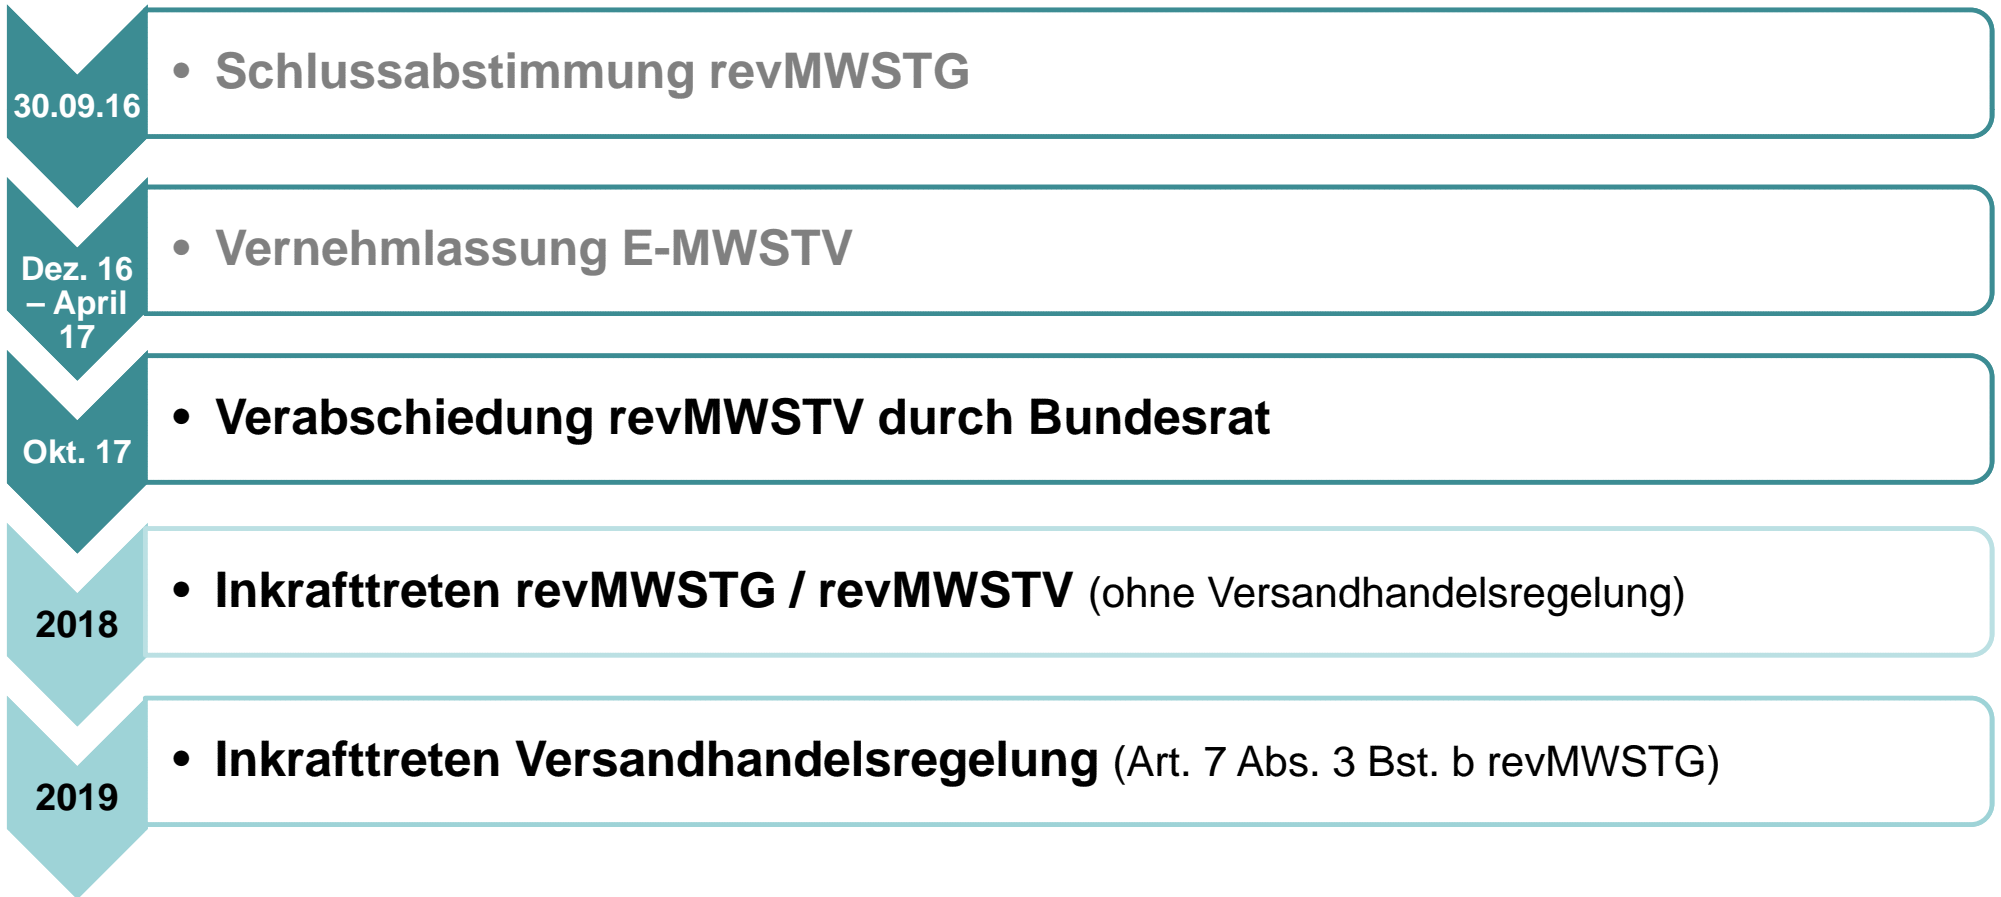 30.09.16
• Schlussabstimmung revMWSTG
Dez. 16
– April
17
• Vernehmlassung E-MWSTV
Okt. 17
• Verabschiedung revMWSTV durch Bundesrat
2018
• Inkrafttreten revMWSTG / revMWSTV (ohne Versandhandelsregelung)
2019
• Inkrafttreten Versandhandelsregelung (Art. 7 Abs. 3 Bst. b revMWSTG)